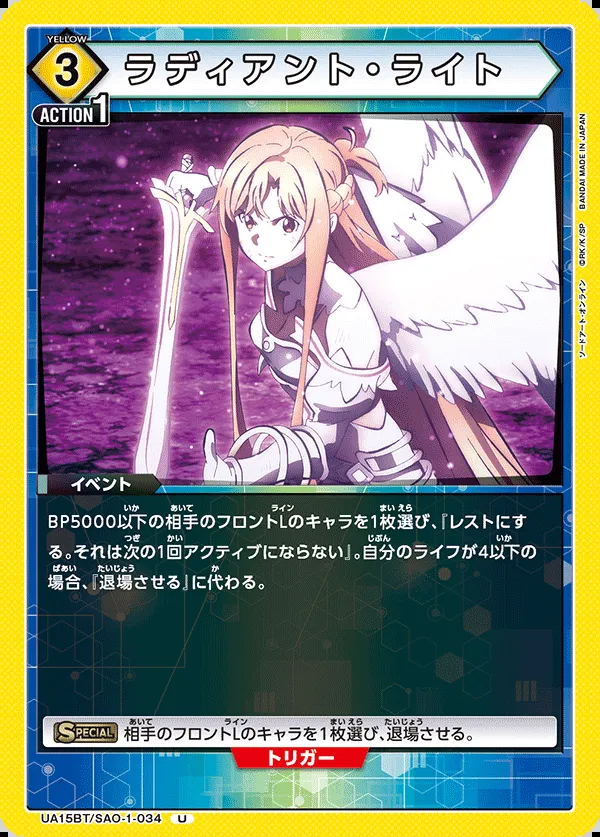 YELLOW
3
ラディアント・ライト
ACTION 1
BANDAI MADE IN JAPAN
©RK/K/SP
ソードアート・オンライン
イベント
BP5000以下の相手のフロントLのキャラを1枚選び、『レストにす
る。それは次の1回アクティブにならない』。自分のライフが4以下の
場合、『退場させる』に代わる。
SPECIAL 相手のフロントLのキャラを1枚選び、退場させる。
トリガー
UA15BT/SAO-1-034 U